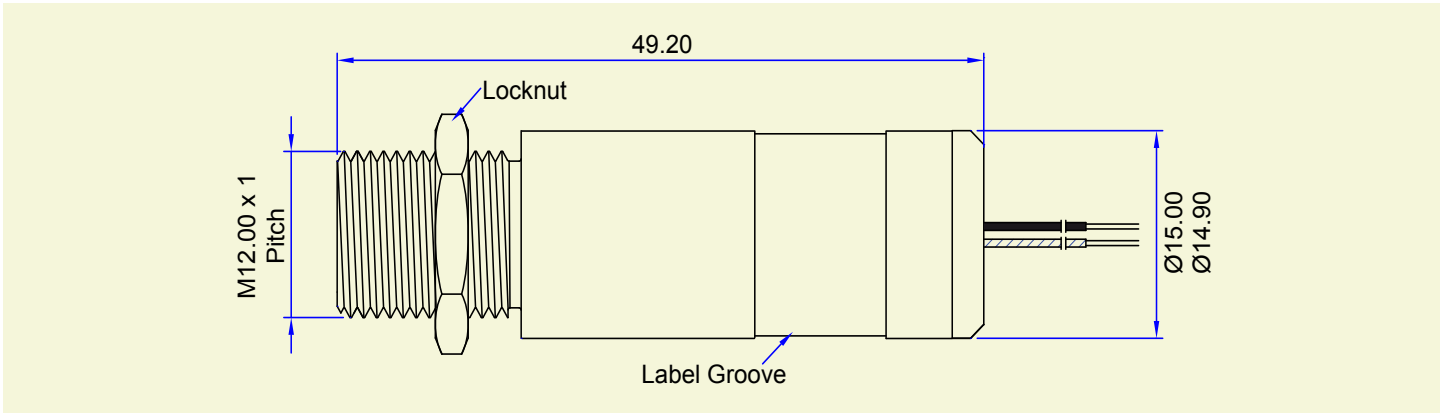 49.20
Locknut
M12.00 x 1
Pitch
Ø15.00
Ø14.90
Label Groove